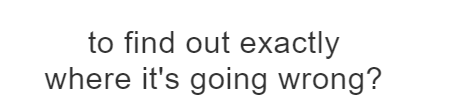 to find out exactly
where it's going wrong?